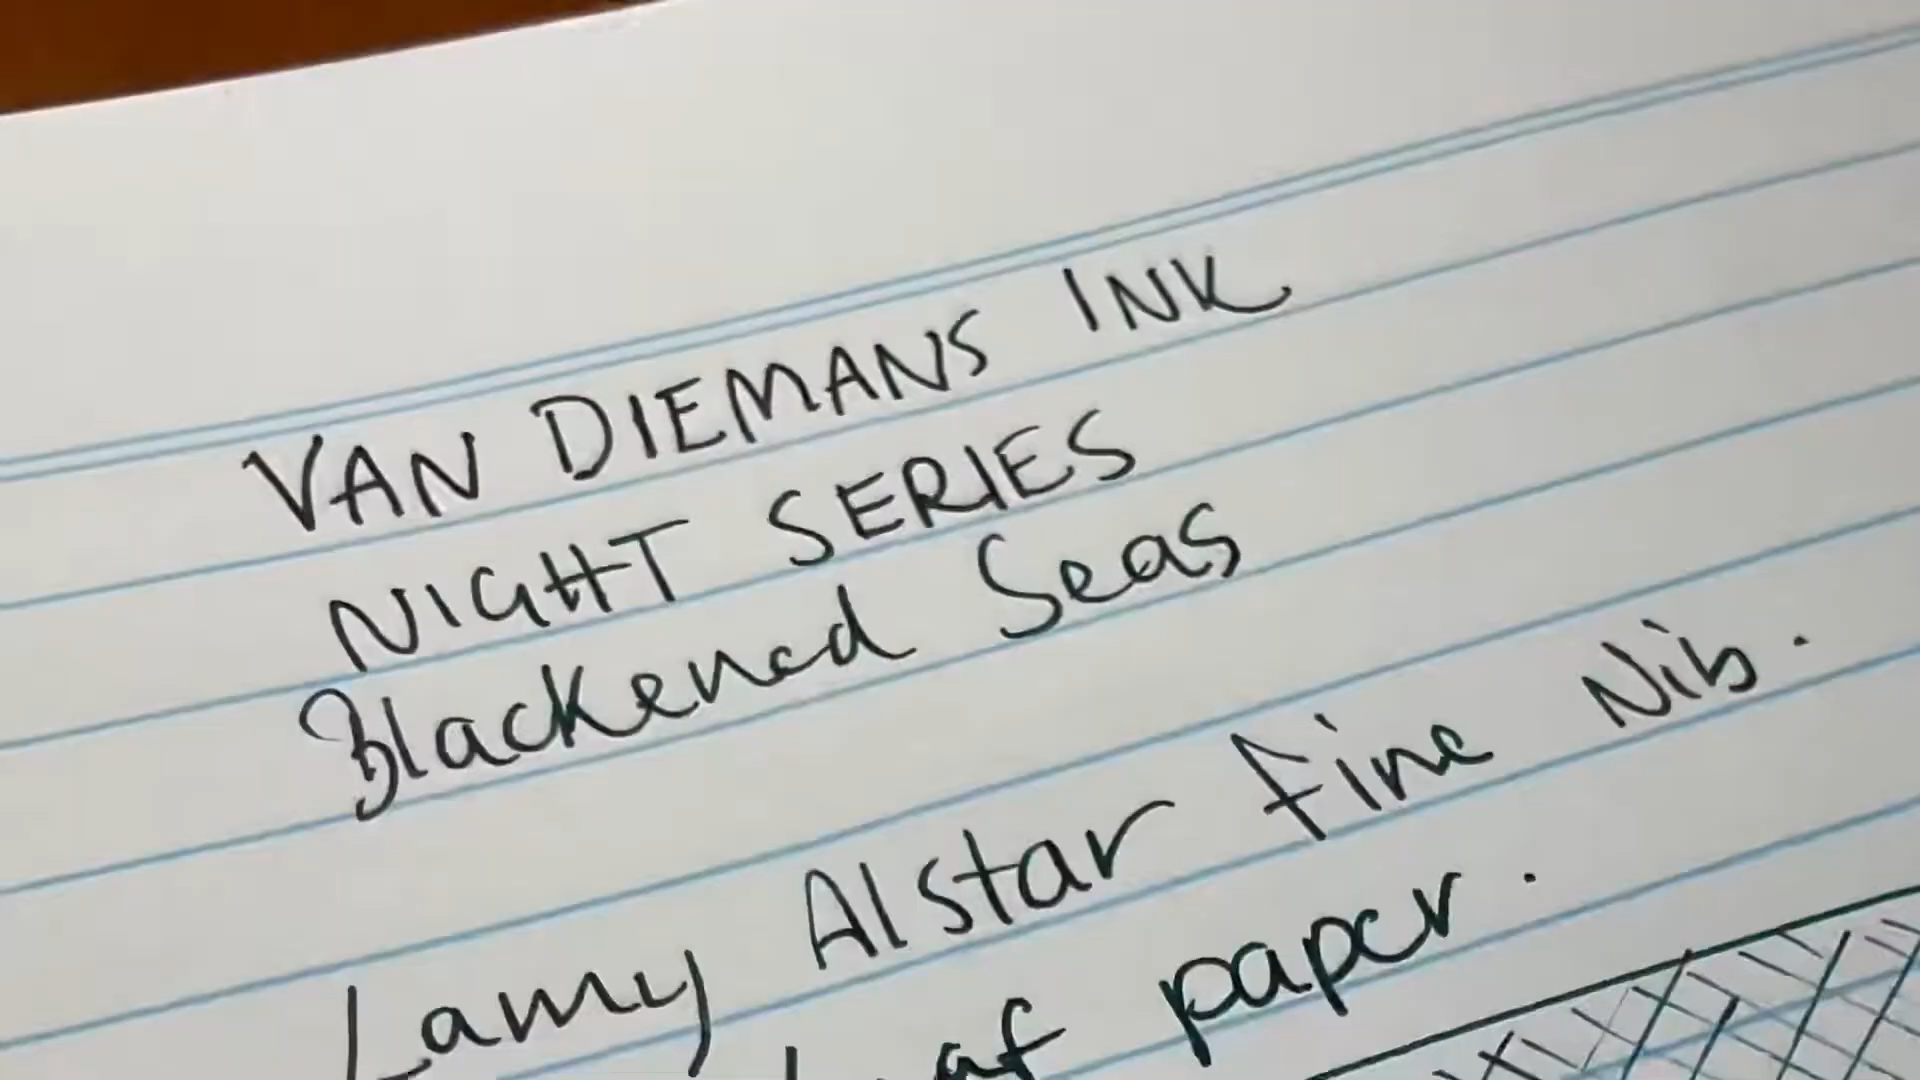 VAN DIEMANS INK
NIGHT SERIES
Blackened Seas
Lamy Alstar Fine Nib.
paper.